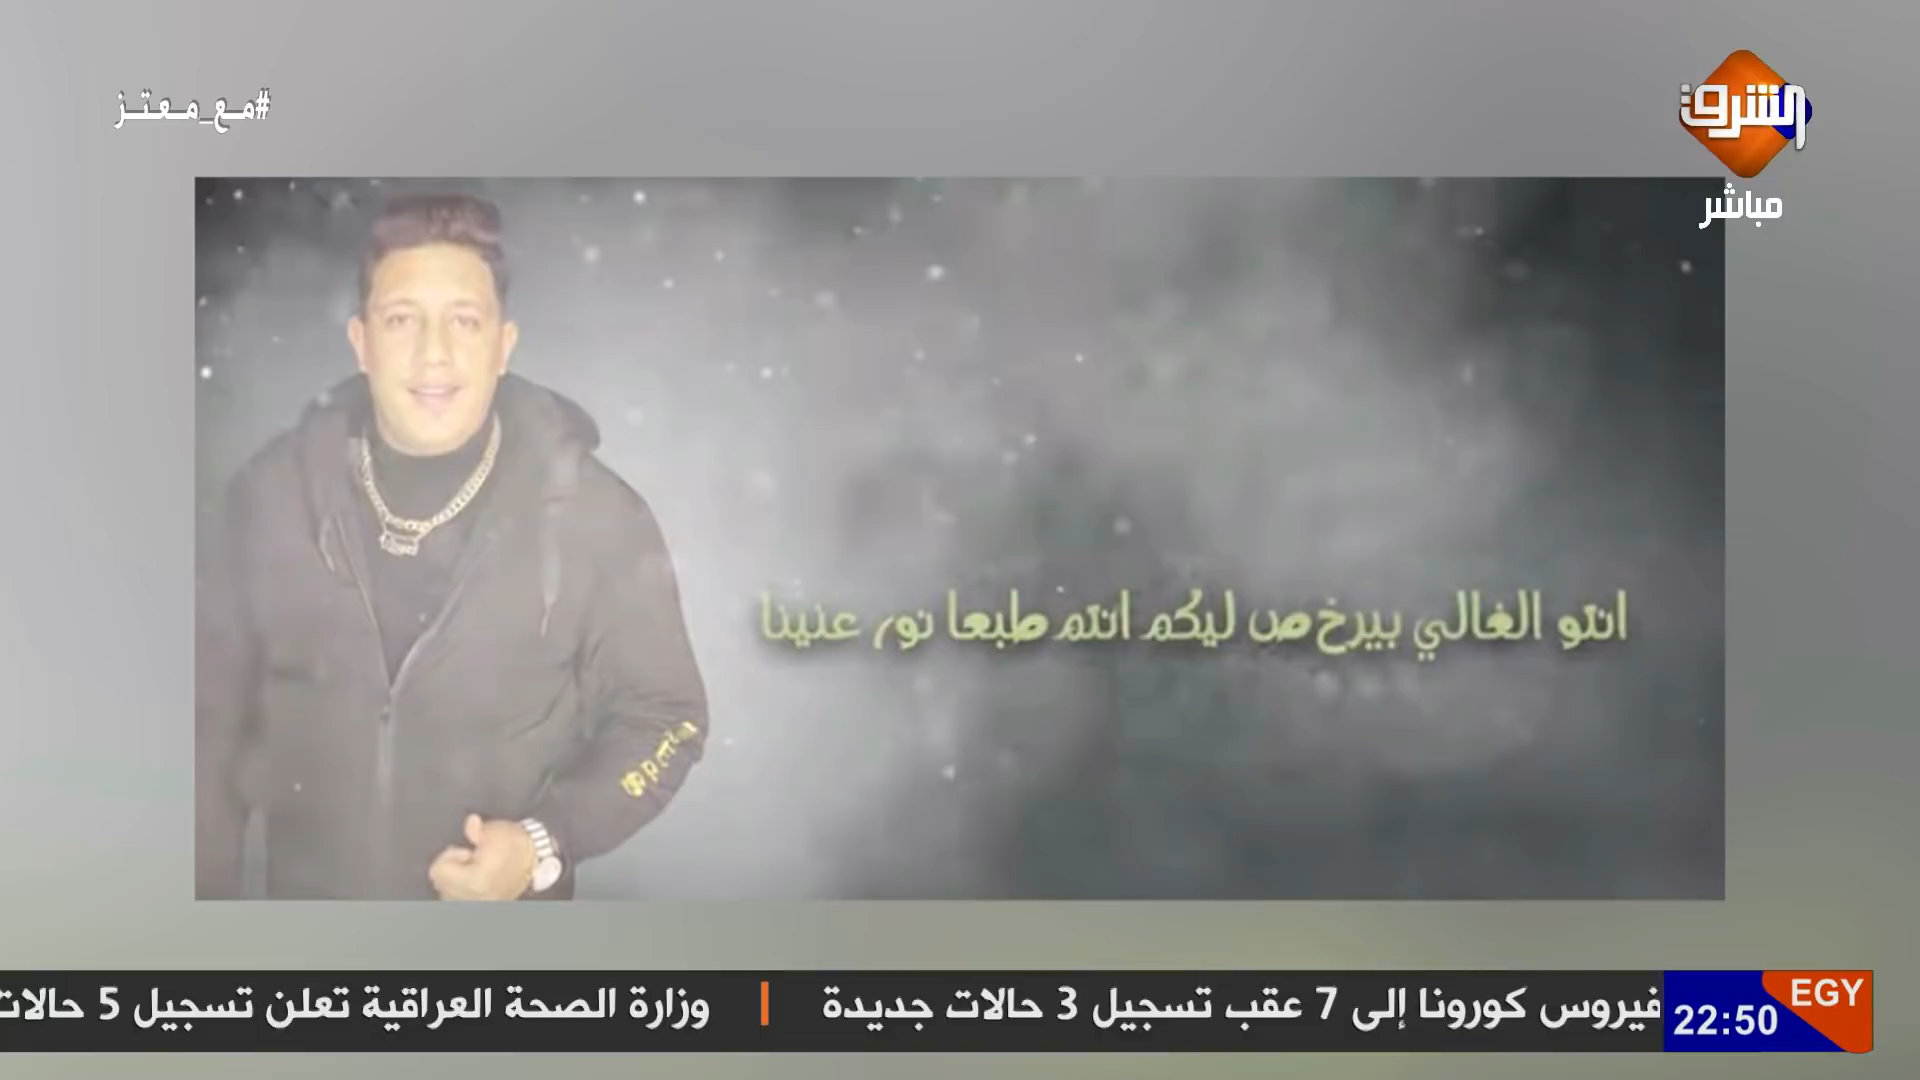 #مع_معتز
الشرق
مباشر
انتو الغالي بيرخص ليكم انتم طبعا نور عنينا
فيروس كورونا إلى 7 عقب تسجيل 3 حالات جديدة | وزارة الصحة العراقية تعلن تسجيل 5 حالات
EGY
22:50